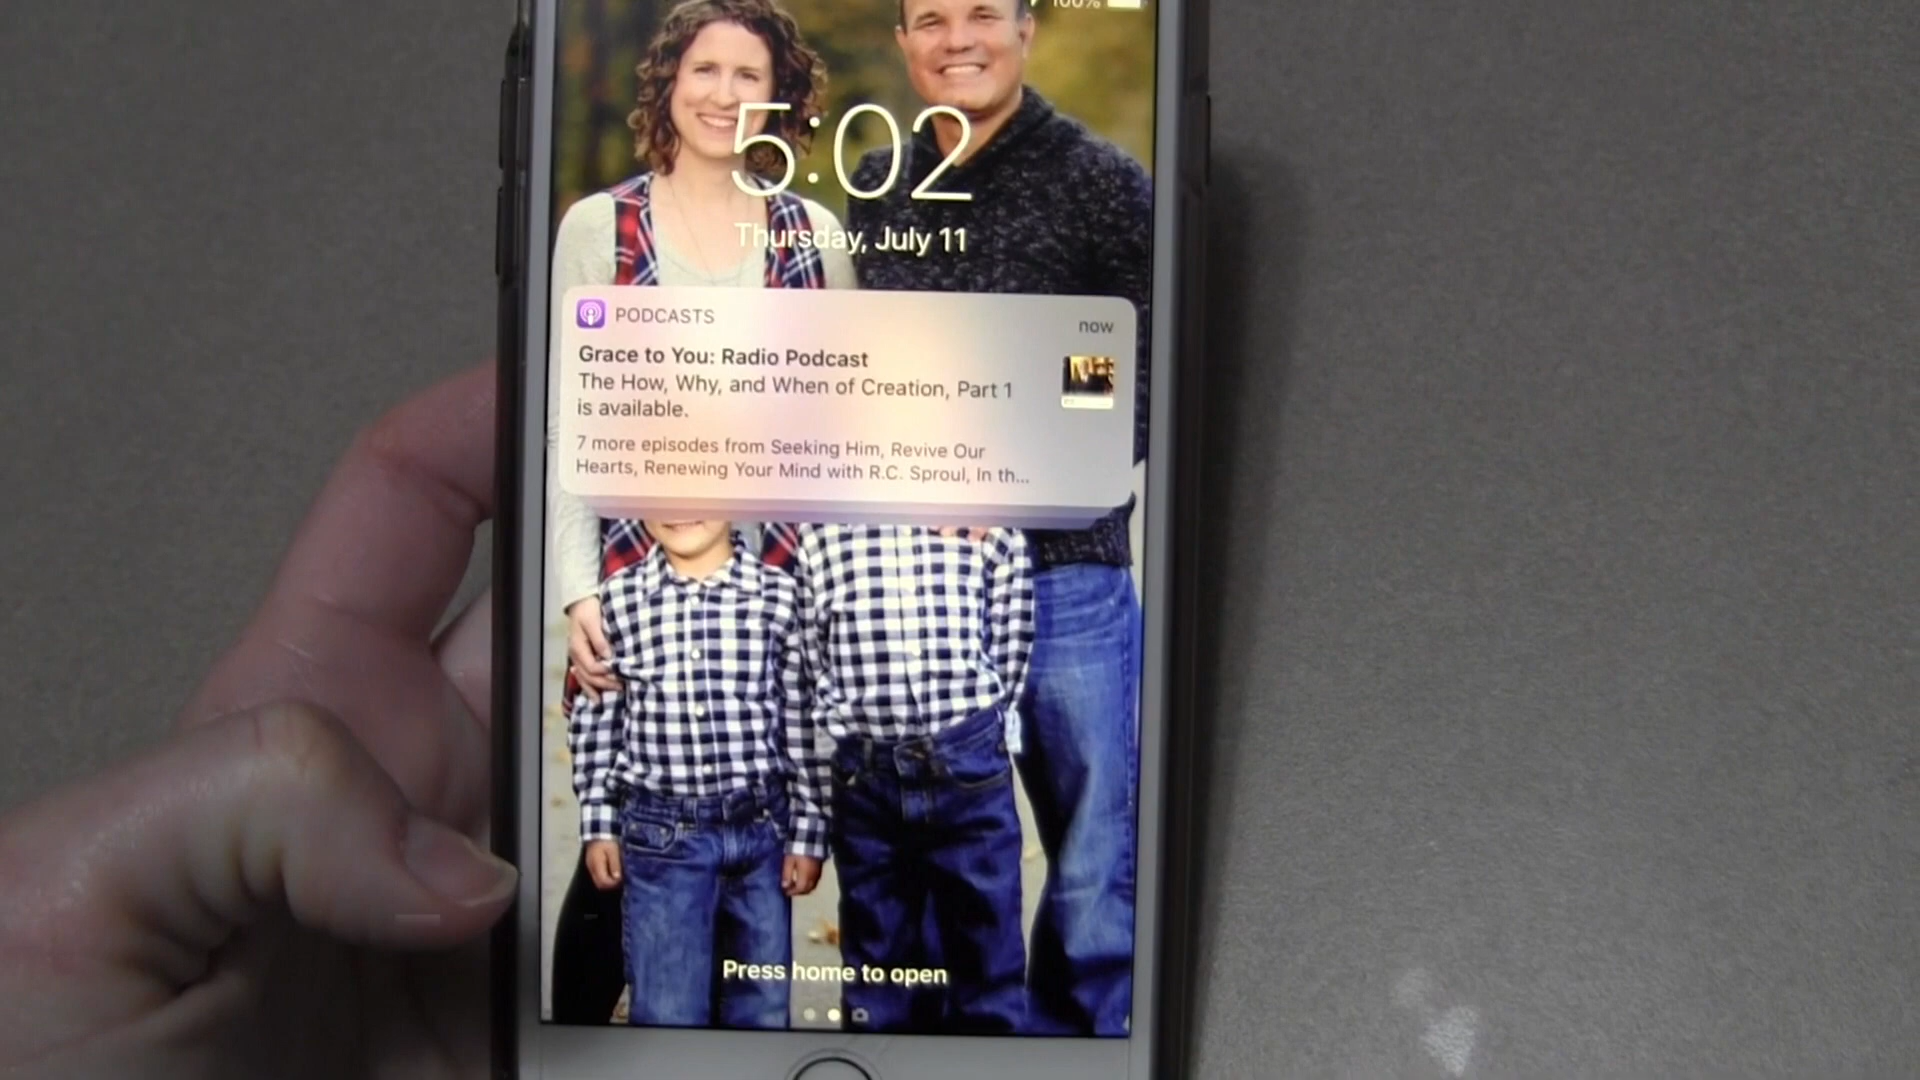 100%
5:02
Thursday, July 11
PODCASTS
now
Grace to You: Radio Podcast
The How, Why, and When of Creation, Part 1
is available.
7 more episodes from Seeking Him, Revive Our
Hearts, Renewing Your Mind with R.C. Sproul, In th...
Press home to open